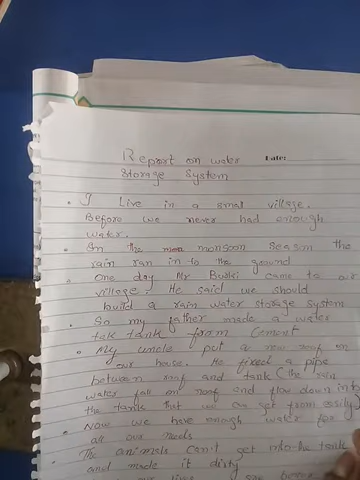 Report on water
Date:
Storage System
• I Live in a small village.
Before we never had enough
water.
• In the monsoon Season the
rain ran in to the ground
• One day Mr Burki came to our
village. He said we should
build a rain water storage system
• So my father made a water
tank from Cement
• My uncle put a new roof on
our house. He fixed a pipe
between roof and tank (the rain
water fall on roof and flow down into
the tank that we can get from easily)
• Now we have enough water for
all our needs
• The animals can't get into the tank
and made it dirty